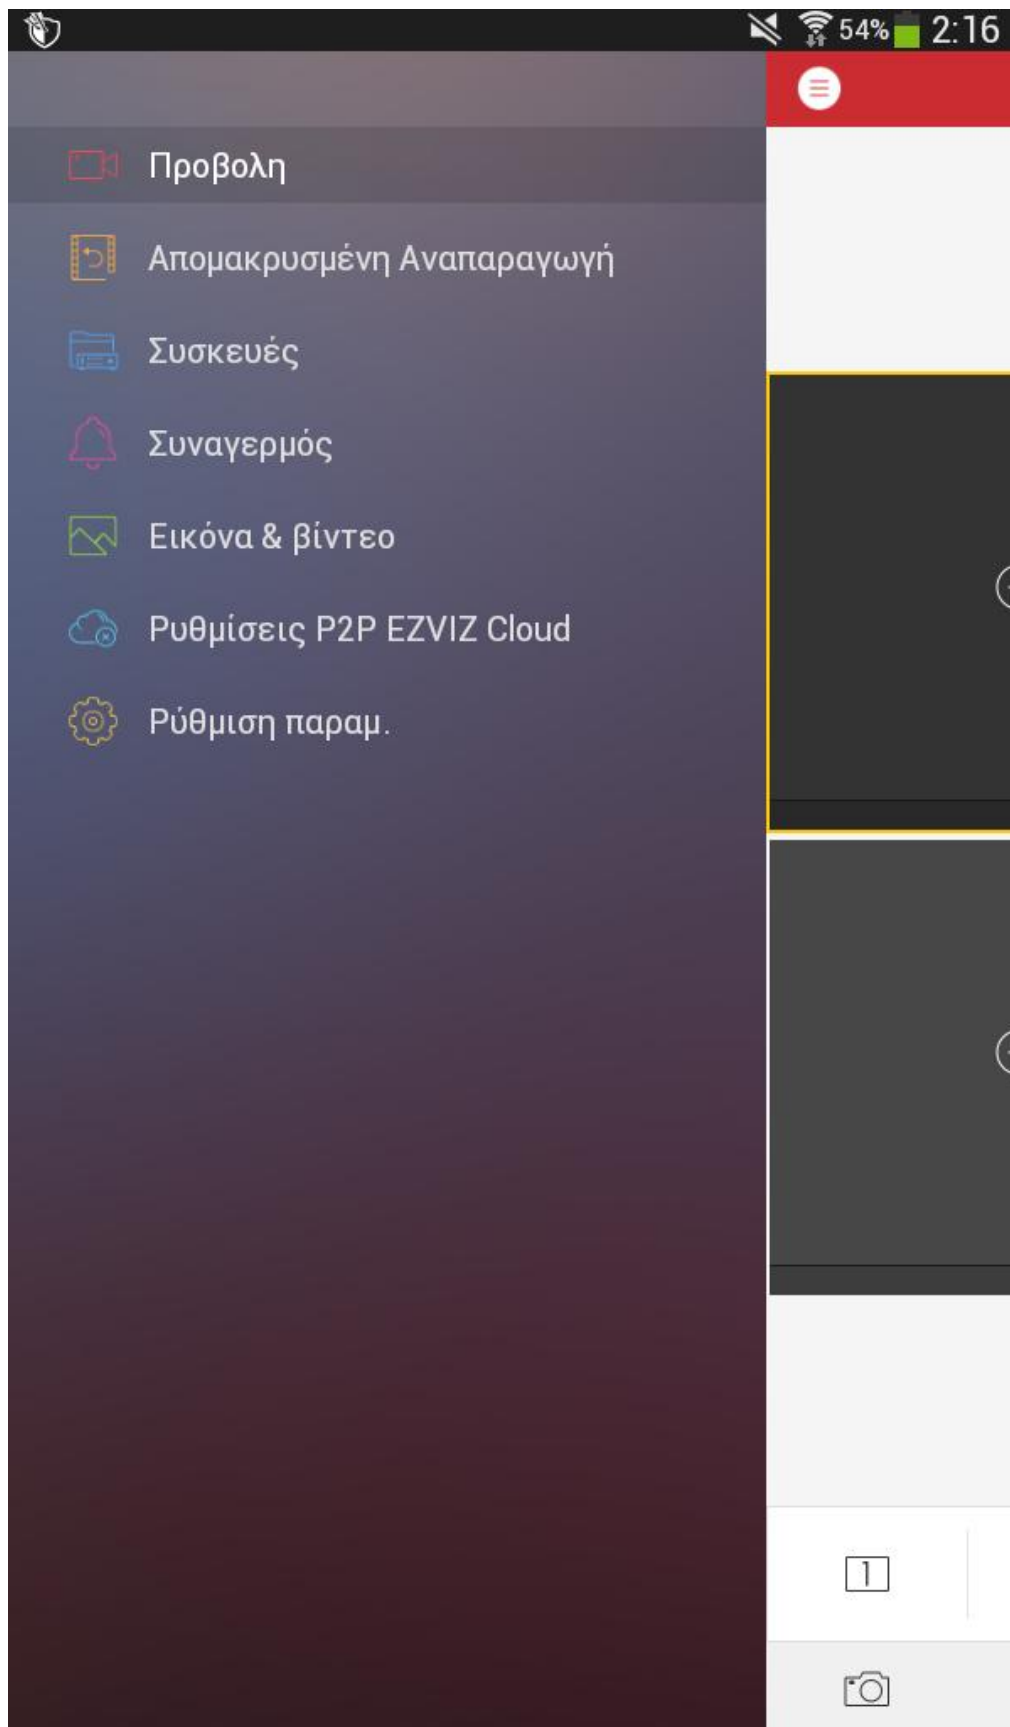 54% 2:16
Προβολη
Απομακρυσμένη Αναπαραγωγή
Συσκευές
Συναγερμός
Εικόνα & βίντεο
Ρυθμίσεις P2P EZVIZ Cloud
Ρύθμιση παραμ.
1